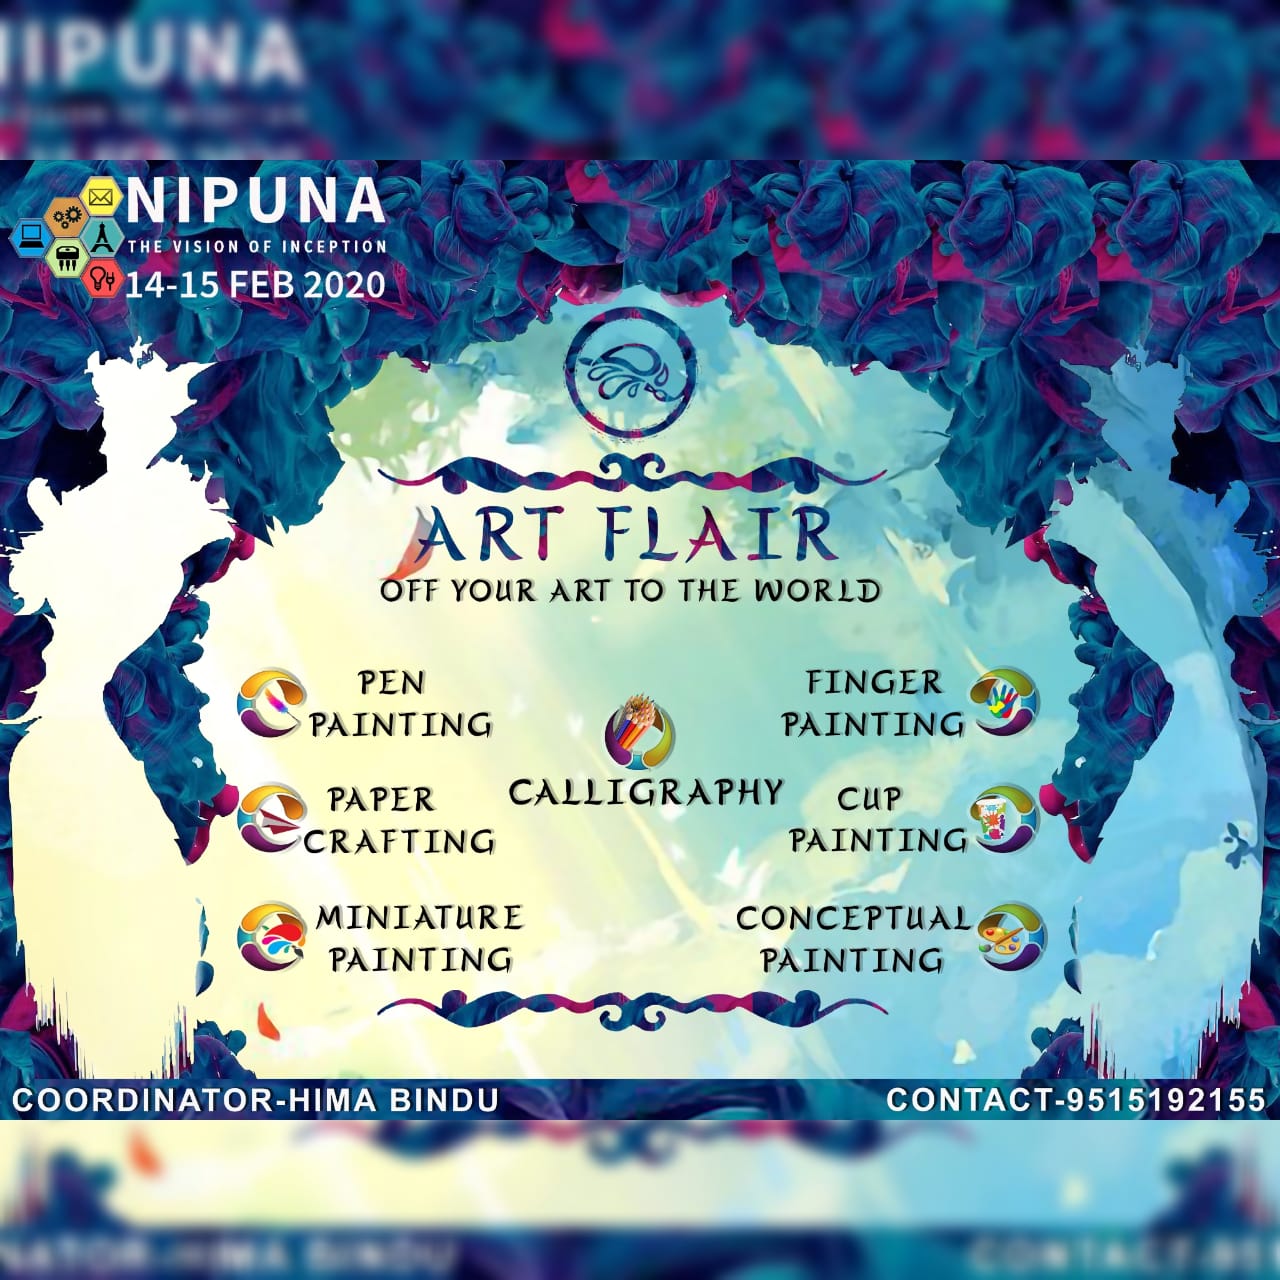 NIPUNA
THE VISION OF INCEPTION
14-15 FEB 2020
ART FLAIR
OFF YOUR ART TO THE WORLD
PEN
PAINTING
PAPER
CRAFTING
MINIATURE
PAINTING
CALLIGRAPHY
FINGER
PAINTING
CUP
PAINTING
CONCEPTUAL
PAINTING
COORDINATOR-HIMA BINDU
CONTACT-9515192155